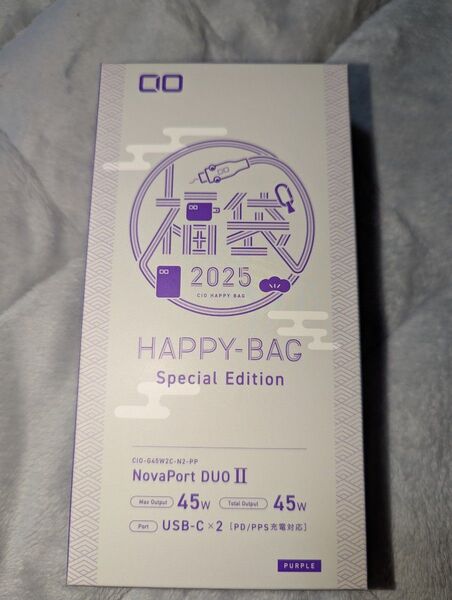 CIO
福袋
2025
CIO HAPPY BAG
HAPPY-BAG
Special Edition
CIO-G45W2C-N2-PP
NovaPort DUO II
Max Output 45W Total Output 45W
Port USB-C×2 [PD/PPS充電対応]
PURPLE